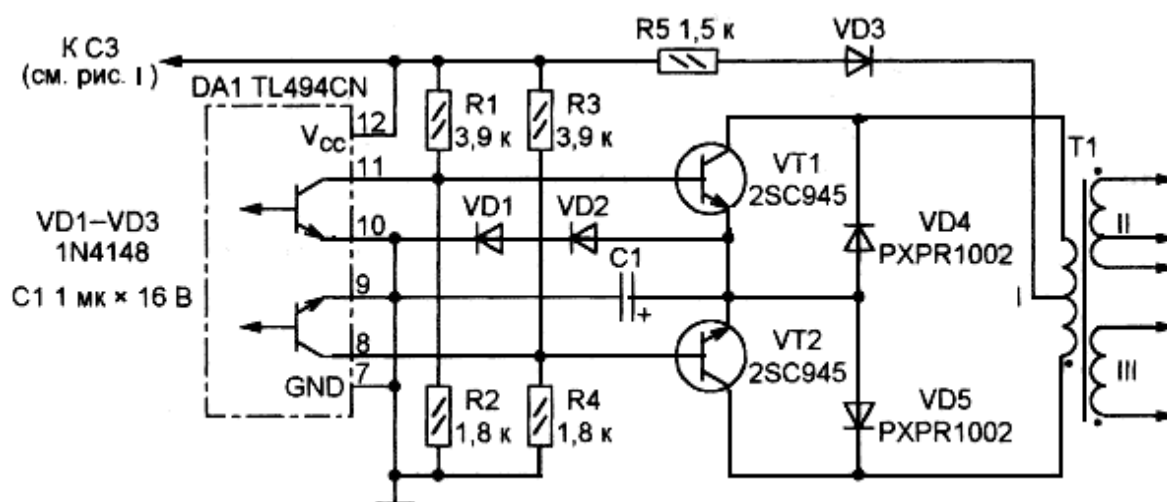 К С3
(см. рис. I )
R5 1,5 к
VD3
DA1 TL494CN
VCC
12
R1
3,9 к
R3
3,9 к
11
VT1
2SC945
T1
VD1–VD3
1N4148
10
VD1
VD2
VD4
PXPR1002
II
C1 1 мк × 16 В
9
C1
+
I
8
VT2
2SC945
III
GND
7
R2
1,8 к
R4
1,8 к
VD5
PXPR1002